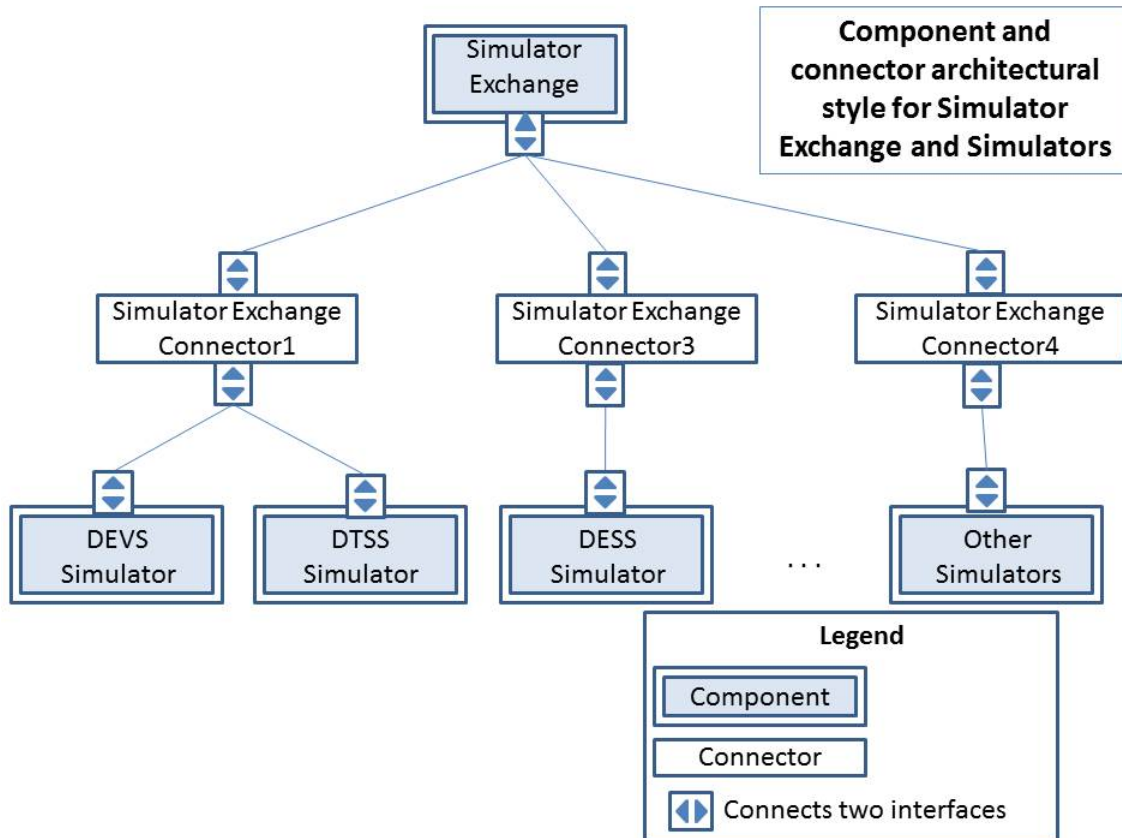 Simulator
Exchange
Component and
connector architectural
style for Simulator
Exchange and Simulators
Simulator Exchange
Connector1
Simulator Exchange
Connector3
Simulator Exchange
Connector4
DEVS
Simulator
DTSS
Simulator
DESS
Simulator
. . .
Other
Simulators
Legend
Component
Connector
Connects two interfaces